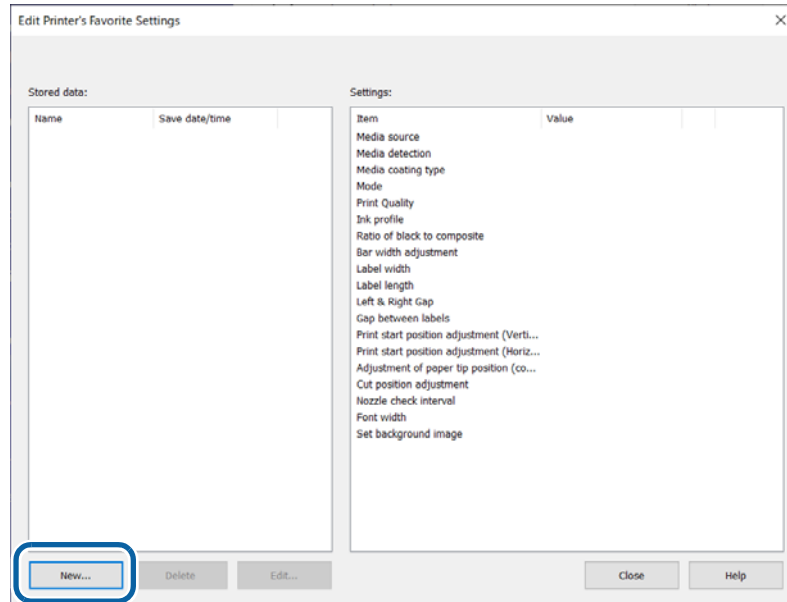 Edit Printer's Favorite Settings
Stored data:
Settings:
Name Save date/time
Item Value
Media source
Media detection
Media coating type
Mode
Print Quality
Ink profile
Ratio of black to composite
Bar width adjustment
Label width
Label length
Left & Right Gap
Gap between labels
Print start position adjustment (Verti...
Print start position adjustment (Horiz...
Adjustment of paper tip position (co...
Cut position adjustment
Nozzle check interval
Font width
Set background image
New... Delete Edit... Close Help